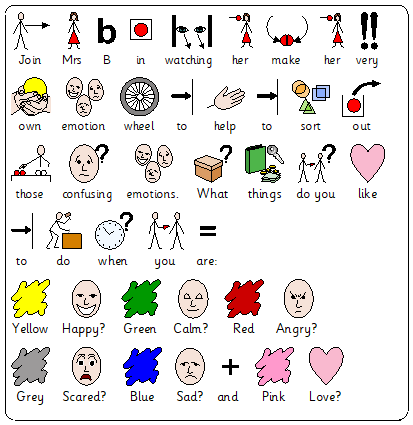 Join Mrs B in watching her make her very
own emotion wheel to help to sort out
those confusing emotions. What things do you like
to do when you are:
Yellow Happy? Green Calm? Red Angry?
Grey Scared? Blue Sad? and Pink Love?